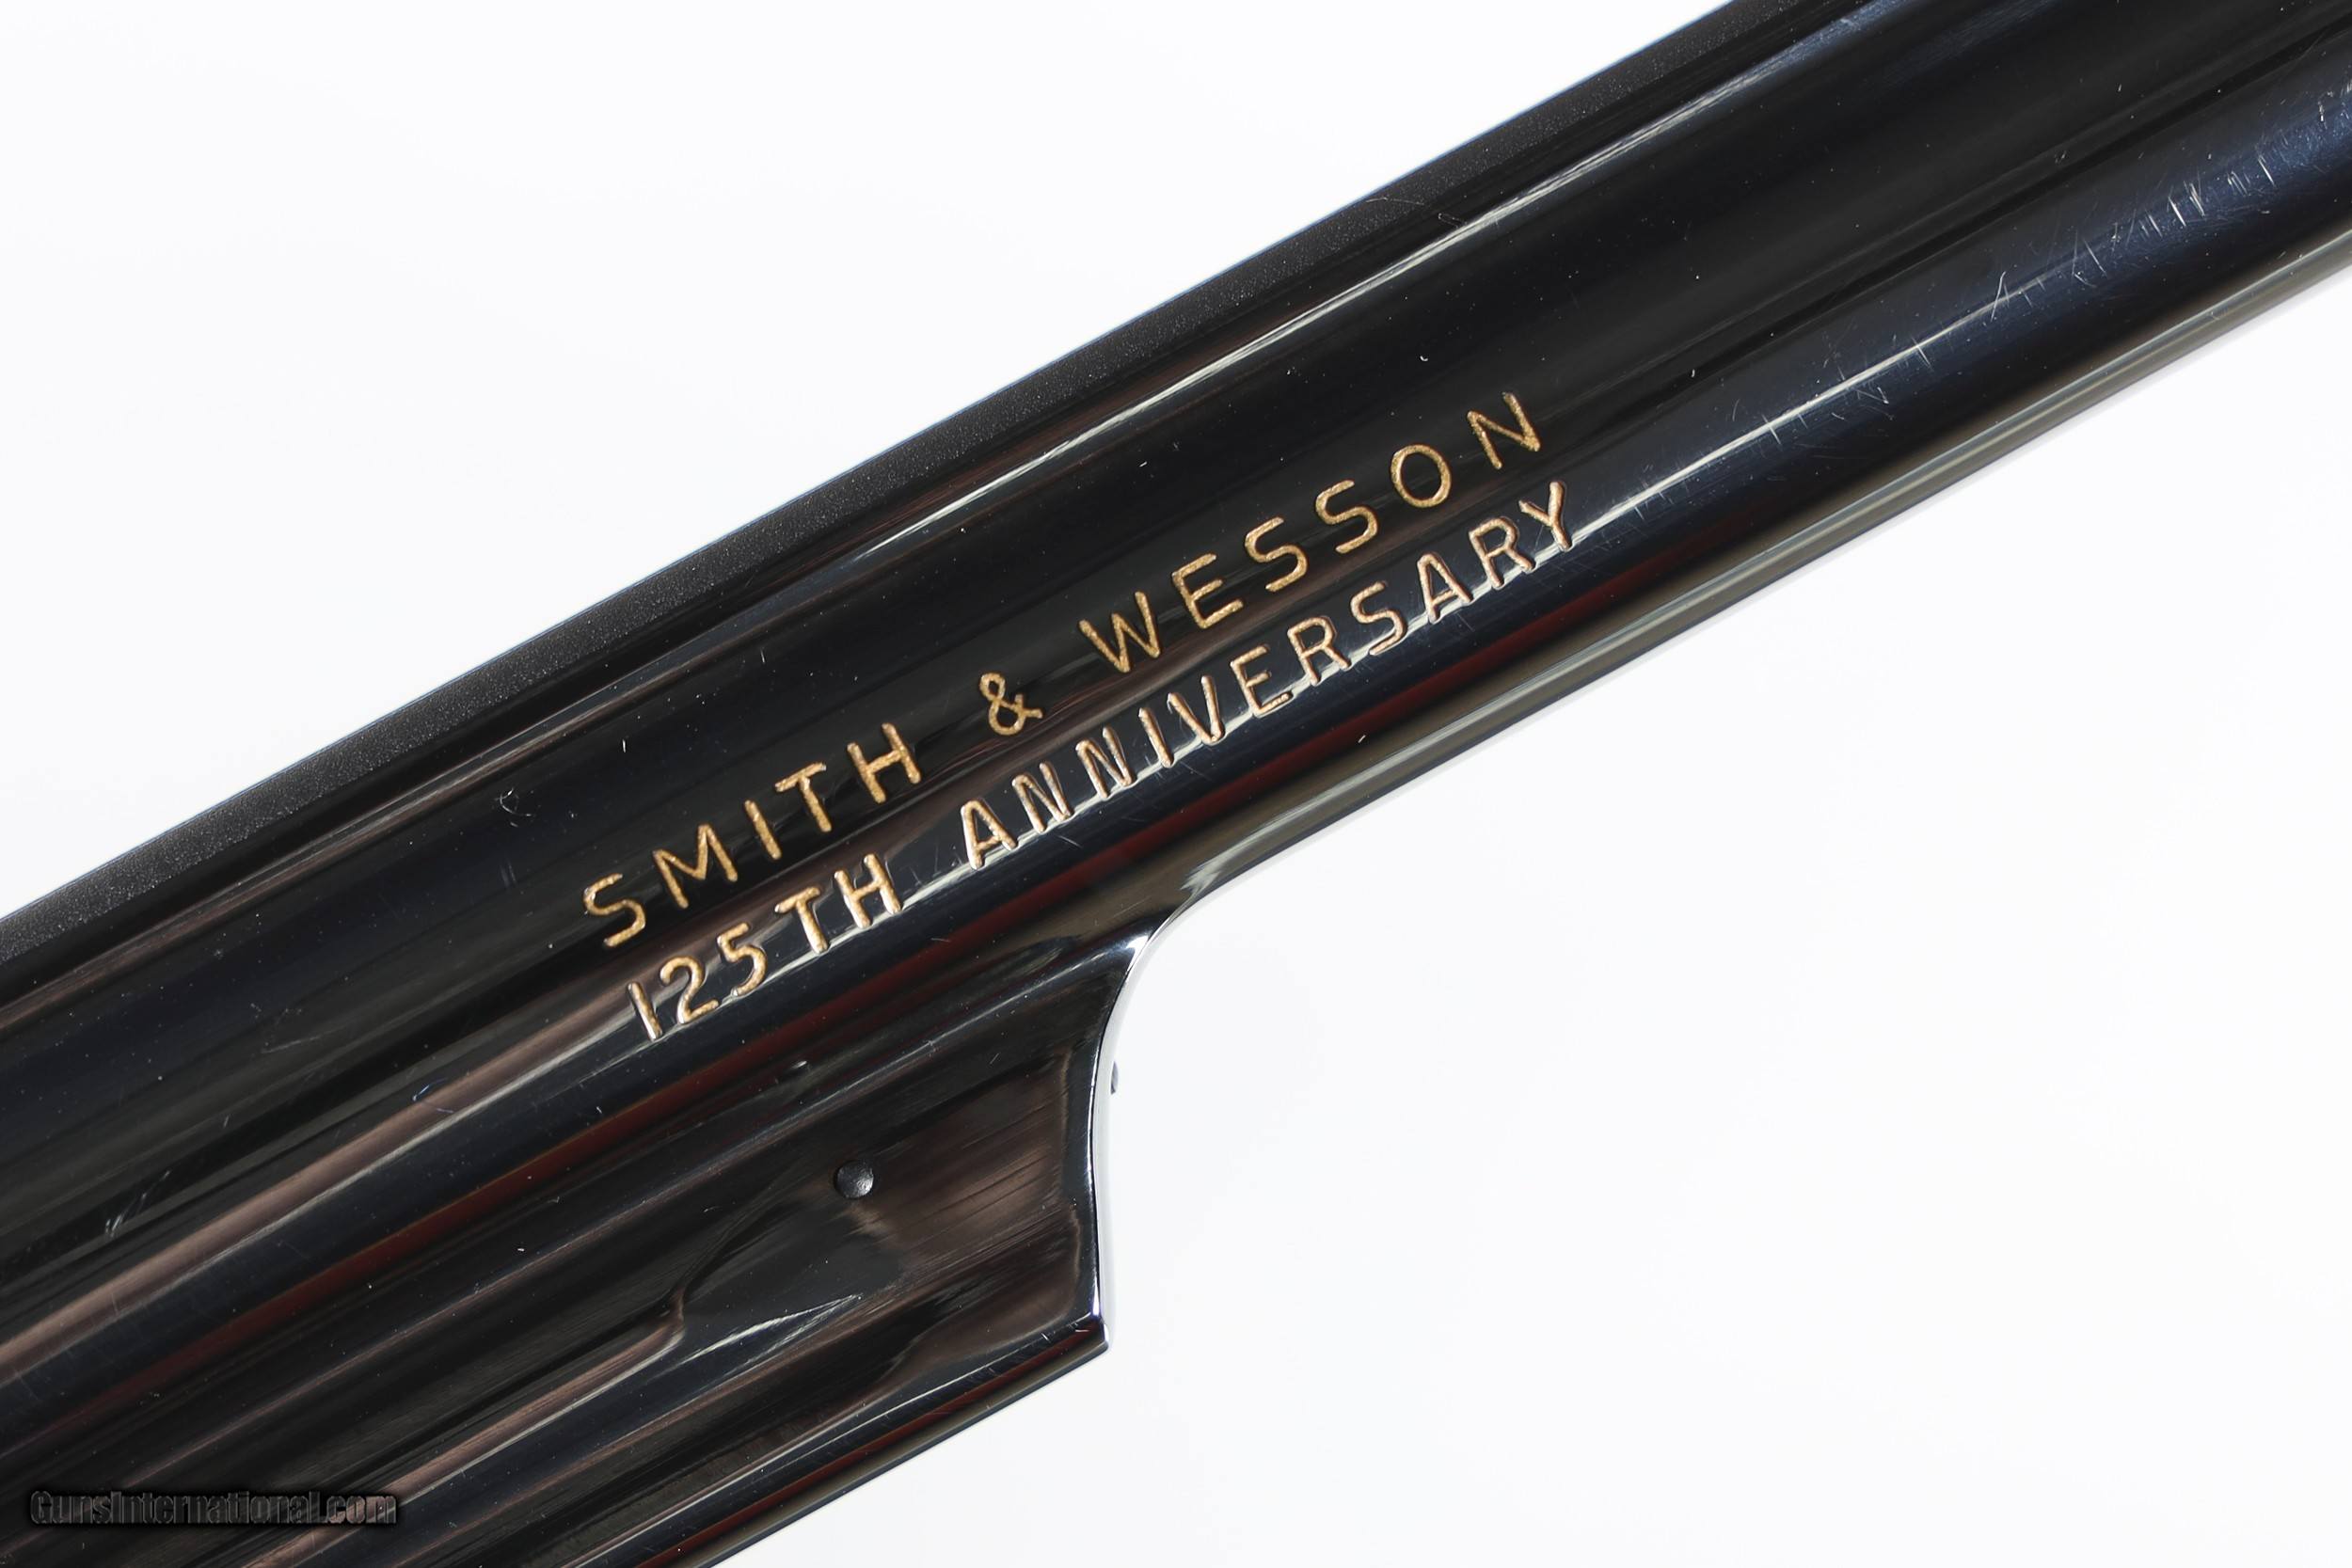 SMITH & WESSON
125TH ANNIVERSARY
GunsInternational.com